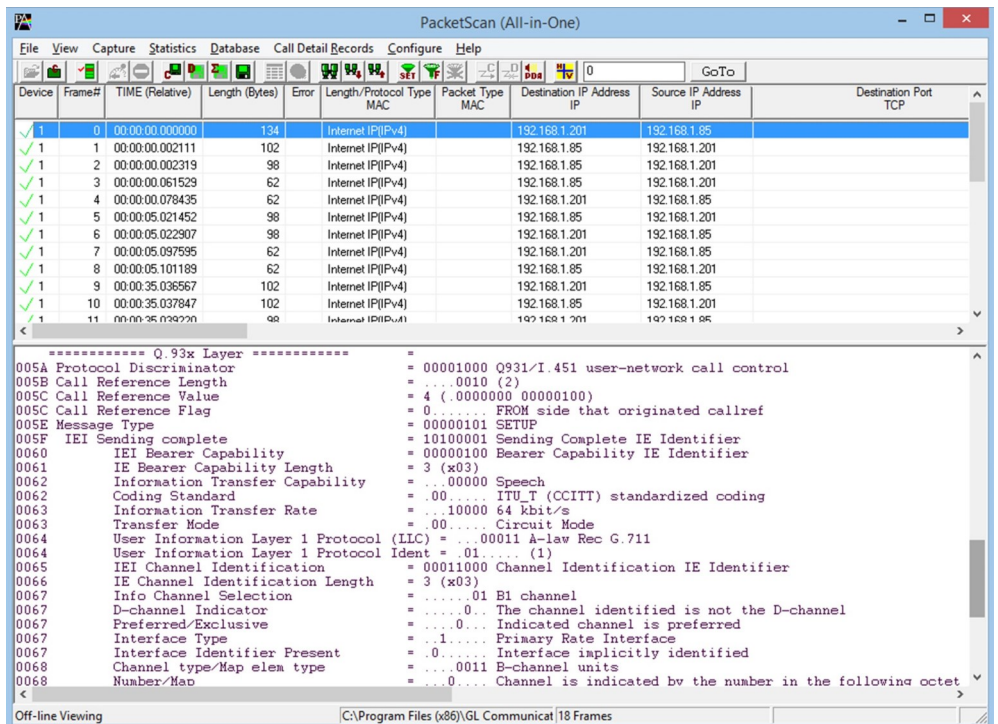 PacketScan (All-in-One)
File View Capture Statistics Database Call Detail Records Configure Help
0 GoTo
Device Frame# TIME (Relative) Length (Bytes) Error Length/Protocol Type MAC Packet Type MAC Destination IP Address IP Source IP Address IP Destination Port TCP
1 0 00:00:00.000000 134 Internet IP(IPv4) 192.168.1.201 192.168.1.85
1 1 00:00:00.002111 102 Internet IP(IPv4) 192.168.1.85 192.168.1.201
1 2 00:00:00.002319 98 Internet IP(IPv4) 192.168.1.85 192.168.1.201
1 3 00:00:00.061529 62 Internet IP(IPv4) 192.168.1.85 192.168.1.201
1 4 00:00:00.078435 62 Internet IP(IPv4) 192.168.1.201 192.168.1.85
1 5 00:00:05.021452 98 Internet IP(IPv4) 192.168.1.85 192.168.1.201
1 6 00:00:05.022907 98 Internet IP(IPv4) 192.168.1.201 192.168.1.85
1 7 00:00:05.097595 62 Internet IP(IPv4) 192.168.1.85 192.168.1.201
1 8 00:00:05.101189 62 Internet IP(IPv4) 192.168.1.201 192.168.1.85
1 9 00:00:35.036567 102 Internet IP(IPv4) 192.168.1.201 192.168.1.85
1 10 00:00:35.037847 102 Internet IP(IPv4) 192.168.1.85 192.168.1.201
1 11 00:00:35.039220 98 Internet IP(IPv4) 192.168.1.201 192.168.1.85
============ Q.93x Layer ============ =
005A Protocol Discriminator = 00001000 Q931/I.451 user-network call control
005B Call Reference Length = ....0010 (2)
005C Call Reference Value = 4 (.0000000 00000100)
005C Call Reference Flag = 0....... FROM side that originated callref
005E Message Type = 00000101 SETUP
005F IEI Sending complete = 10100001 Sending Complete IE Identifier
0060 IEI Bearer Capability = 00000100 Bearer Capability IE Identifier
0061 IE Bearer Capability Length = 3 (x03)
0062 Information Transfer Capability = ...00000 Speech
0062 Coding Standard = .00..... ITU_T (CCITT) standardized coding
0063 Information Transfer Rate = ...10000 64 kbit/s
0063 Transfer Mode = .00..... Circuit Mode
0064 User Information Layer 1 Protocol (LLC) = ...00011 A-law Rec G.711
0064 User Information Layer 1 Protocol Ident = .01..... (1)
0065 IEI Channel Identification = 00011000 Channel Identification IE Identifier
0066 IE Channel Identification Length = 3 (x03)
0067 Info Channel Selection = ......01 B1 channel
0067 D-channel Indicator = .....0.. The channel identified is not the D-channel
0067 Preferred/Exclusive = ....0... Indicated channel is preferred
0067 Interface Type = ..1..... Primary Rate Interface
0067 Interface Identifier Present = .0...... Interface implicitly identified
0068 Channel type/Map elem type = ....0011 B-channel units
0068 Number/Map = ...0.... Channel is indicated by the number in the following octet
Off-line Viewing C:\Program Files (x86)\GL Communicat 18 Frames